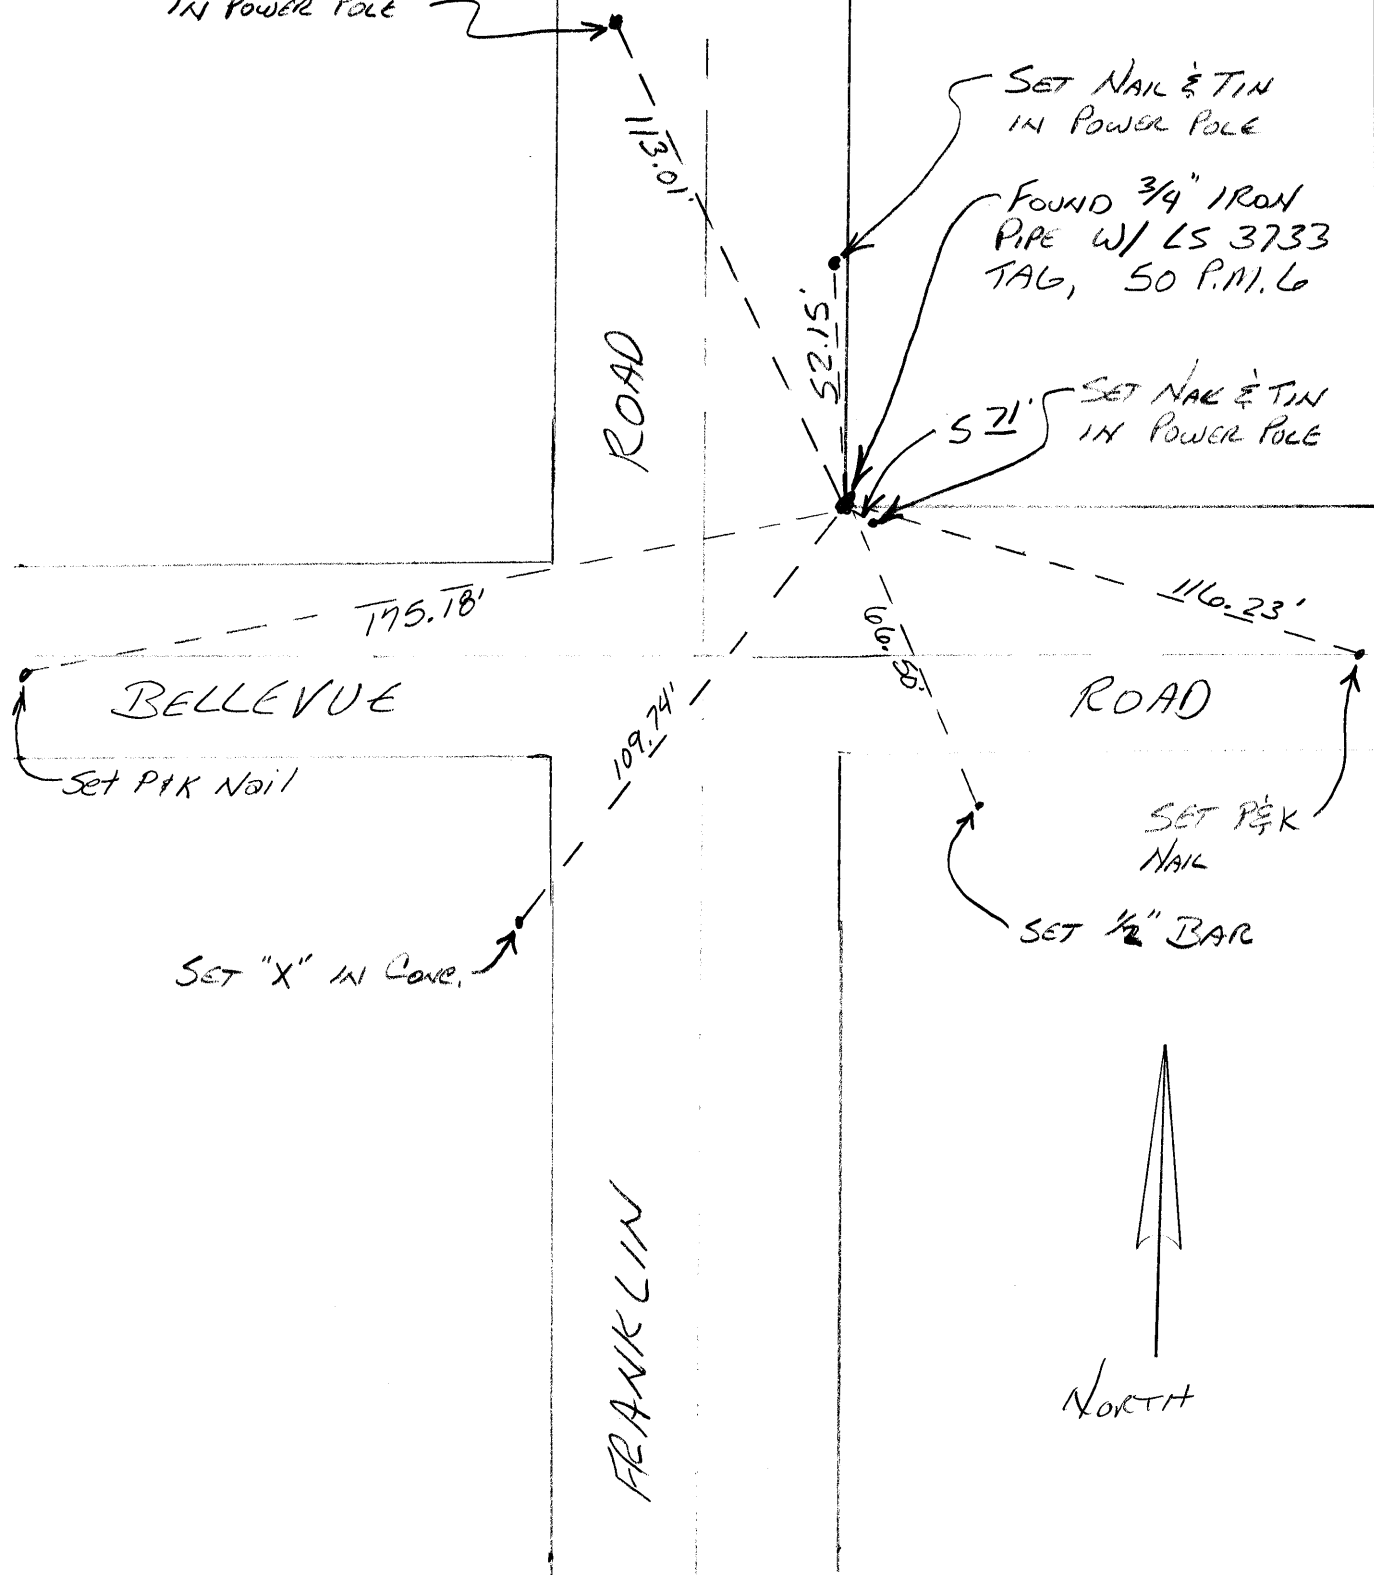 IN POWER POLE
SET NAIL & TIN
IN POWER POLE
113.01'
FOUND 3/4" IRON
PIPE W/ LS 3733
TAG, 50 P.M. 6
52.15'
ROAD
SET NAIL & TIN
IN POWER POLE
5 71'
175.18'
116.23'
66.50'
BELLEVUE
ROAD
109.74'
Set P&K Nail
SET P&K
NAIL
SET 1/2" BAR
SET "X" IN CONC.
FRANKLIN
NORTH